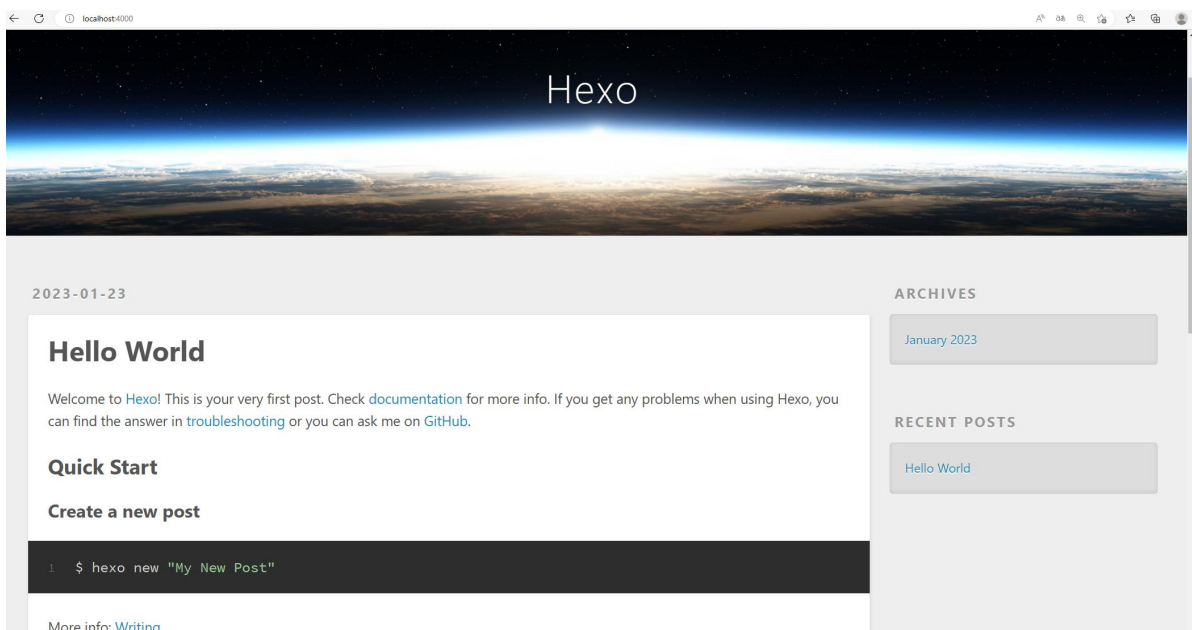 localhost:4000
Hexo
2023-01-23
Hello World
Welcome to Hexo! This is your very first post. Check documentation for more info. If you get any problems when using Hexo, you
can find the answer in troubleshooting or you can ask me on GitHub.
Quick Start
Create a new post
1 $ hexo new "My New Post"
More info: Writing
ARCHIVES
January 2023
RECENT POSTS
Hello World